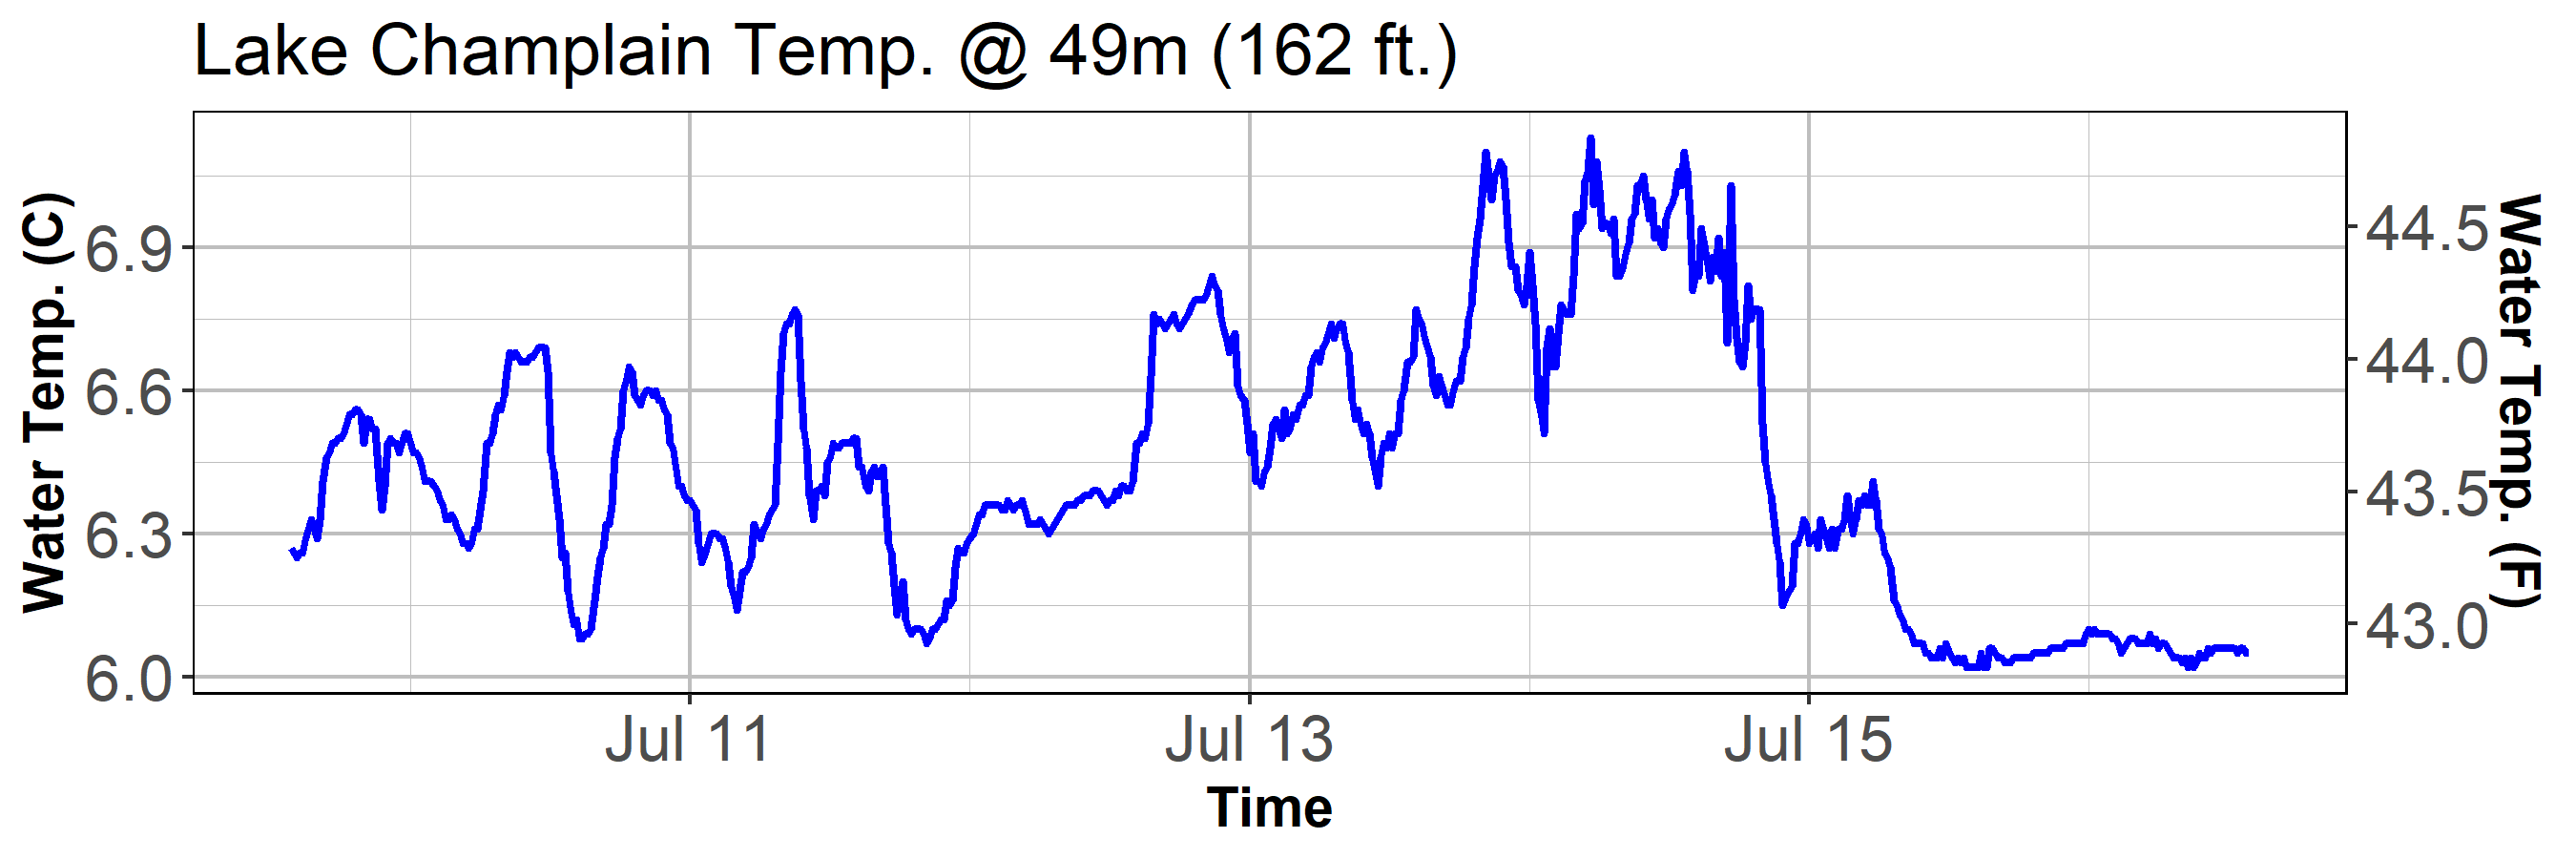 Lake Champlain Temp. @ 49m (162 ft.)
Water Temp. (C)
6.9
6.6
6.3
6.0
44.5
44.0
43.5
43.0
Water Temp. (F)
Jul 11
Jul 13
Jul 15
Time